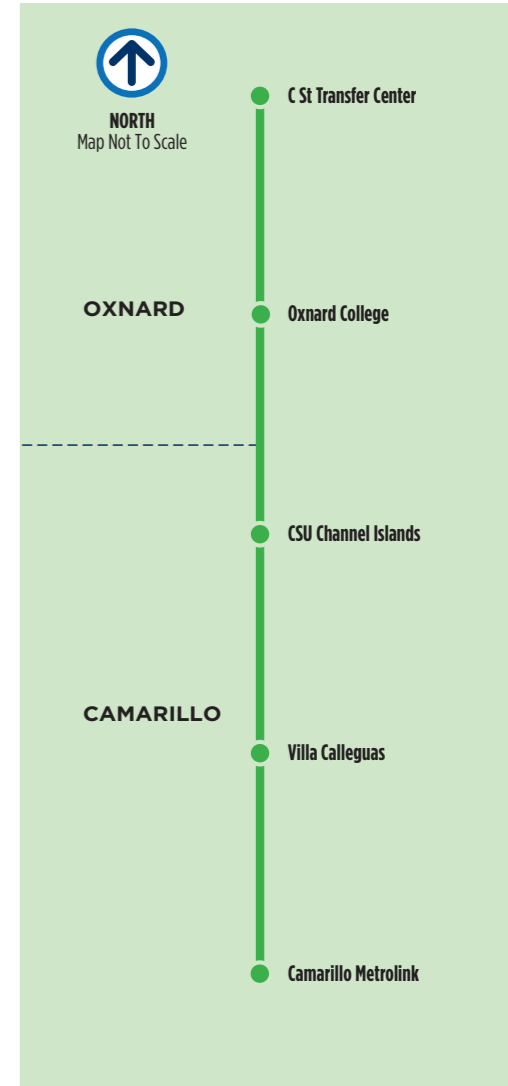 C St Transfer Center
NORTH
Map Not To Scale
OXNARD
Oxnard College
CSU Channel Islands
CAMARILLO
Villa Calleguas
Camarillo Metrolink